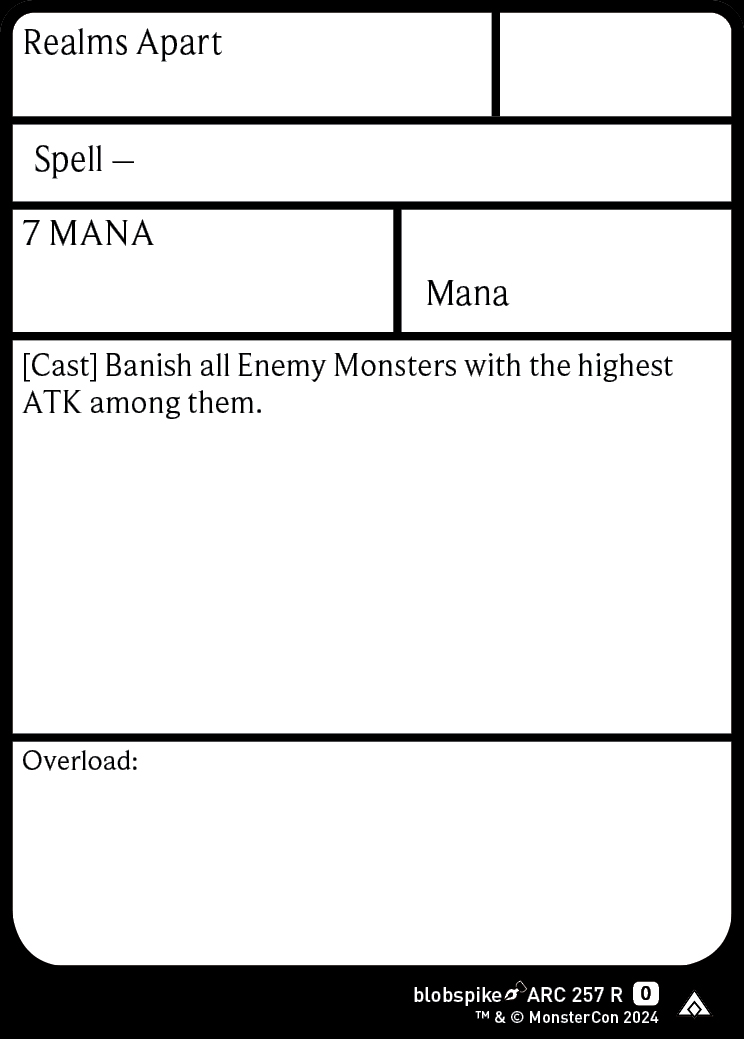 Realms Apart
Spell —
7 MANA
Mana
[Cast] Banish all Enemy Monsters with the highest
ATK among them.
Overload:
blobspike ARC 257 R 0
™ & © MonsterCon 2024